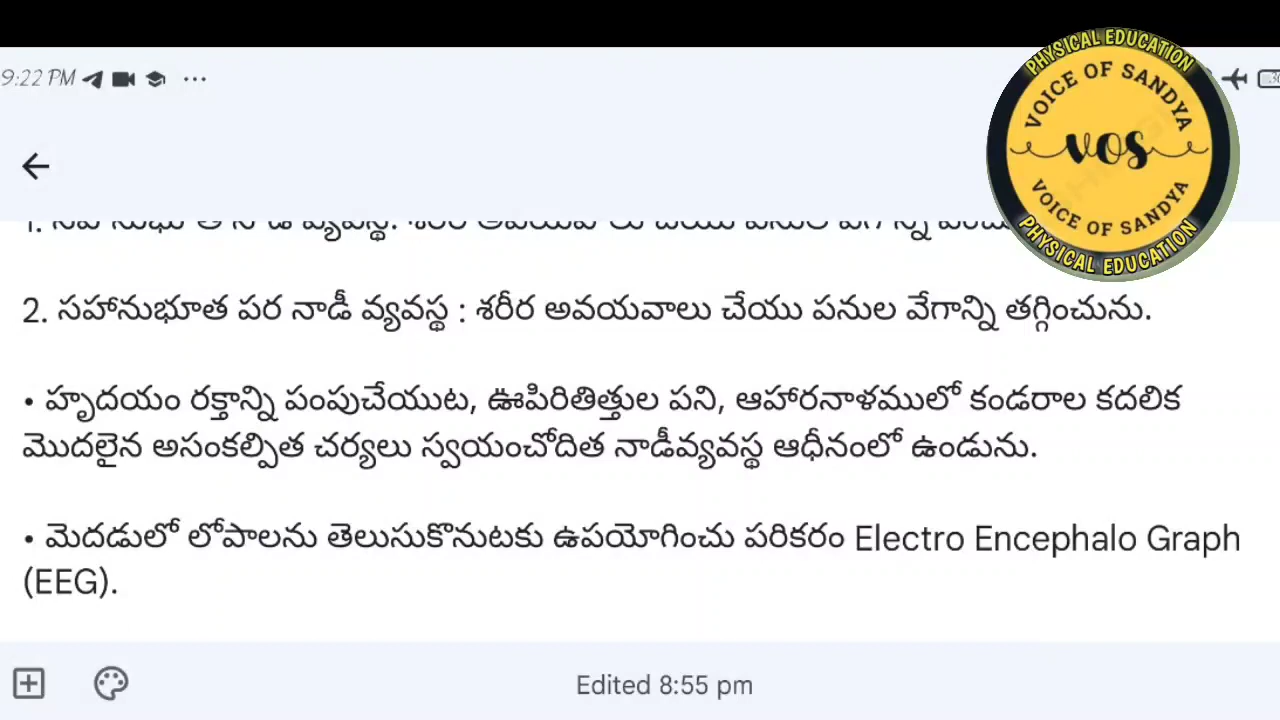 9:22 PM
PHYSICAL EDUCATION
VOICE OF SANDYA
vos
VOICE OF SANDYA
PHYSICAL EDUCATION
2. సహానుభూత పర నాడీ వ్యవస్థ : శరీర అవయవాలు చేయు పనుల వేగాన్ని తగ్గించును.
• హృదయం రక్తాన్ని పంపుచేయుట, ఊపిరితిత్తుల పని, ఆహారనాళములో కండరాల కదలిక
మొదలైన అసంకల్పిత చర్యలు స్వయంచోదిత నాడీవ్యవస్థ ఆధీనంలో ఉండును.
• మెదడులో లోపాలను తెలుసుకొనుటకు ఉపయోగించు పరికరం Electro Encephalo Graph
(EEG).
Edited 8:55 pm